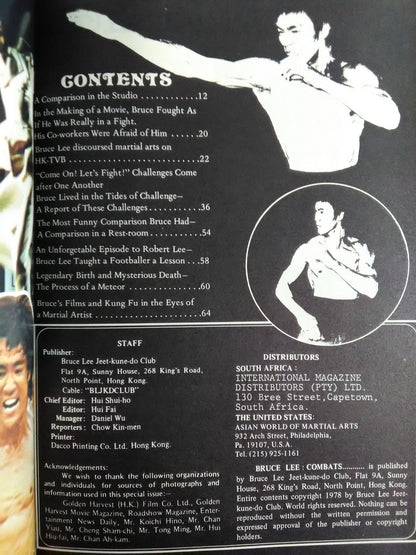 CONTENTS
A Comparison in the Studio ...........12
In the Making of a Movie, Bruce Fought As
If He Was Really in a Fight.
His Co-workers Were Afraid of Him ....20
Bruce Lee discoursed martial arts on
HK-TVB .......................22
"Come On! Let's Fight!" Challenges Come
after One Another
Bruce Lived in the Tides of Challenge—
A Report of These Challenges..........36
The Most Funny Comparison Bruce Had—
A Comparison in a Rest-room..........54
An Unforgetable Episode to Robert Lee—
Bruce Lee Taught a Footballer a Lesson...58
Legendary Birth and Mysterious Death—
The Process of a Meteor .............60
Bruce's Films and Kung Fu in the Eyes of
a Martial Artist ....................64
STAFF
Publisher:
Bruce Lee Jeet-kune-do Club
Flat 9A, Sunny House, 268 King's Road,
North Point, Hong Kong.
Cable: "BLJKDCLUB"
Chief Editor: Hui Shui-ho
Editor: Hui Fai
Manager: Daniel Wu
Reporters : Chow Kin-men
Printer:
Dacco Printing Co. Ltd. Hong Kong.
Acknowledgements:
We wish to thank the following organizations
and individuals for sources of photographs and
information used in this special issue:—
Golden Harvest (H.K.) Film Co. Ltd., Golden
Harvest Movie Magazine, Roadshow Magazine, Enter-
tainment News Daily, Mr. Koichi Hino, Mr. Chan
Yiau, Mr. Cheng Sham-chi, Mr. Tong Ming, Mr. Hui
Hiu-fai, Mr. Chan Ah-kam.
DISTRIBUTORS
SOUTH AFRICA :
INTERNATIONAL MAGAZINE
DISTRIBUTORS (PTY) LTD.
130 Bree Street,Capetown,
South Africa.
THE UNITED STATES:
ASIAN WORLD OF MARTIAL ARTS
932 Arch Street, Philadelphia,
Pa. 19107, U.S.A.
Tel. (215) 925-1161
BRUCE LEE : COMBATS.......... is published
by Bruce Lee Jeet-kune-do Club, Flat 9A, Sunny
House, 268 King's Road, North Point, Hong Kong.
Entire contents copyright 1978 by Bruce Lee Jeet-
kune-do Club. World rights reserved. Nothing can be
reproduced without the written permission and
expressed approval of the publisher or copyright
holders.